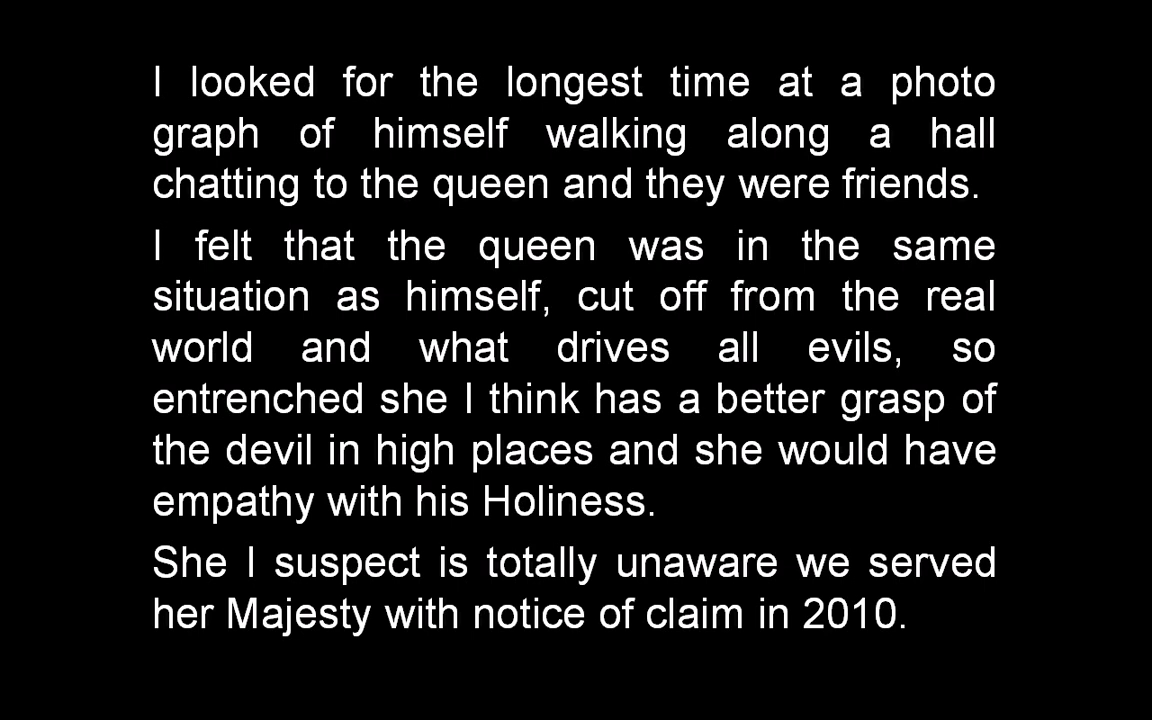 I looked for the longest time at a photo
graph of himself walking along a hall
chatting to the queen and they were friends.
I felt that the queen was in the same
situation as himself, cut off from the real
world and what drives all evils, so
entrenched she I think has a better grasp of
the devil in high places and she would have
empathy with his Holiness.
She I suspect is totally unaware we served
her Majesty with notice of claim in 2010.